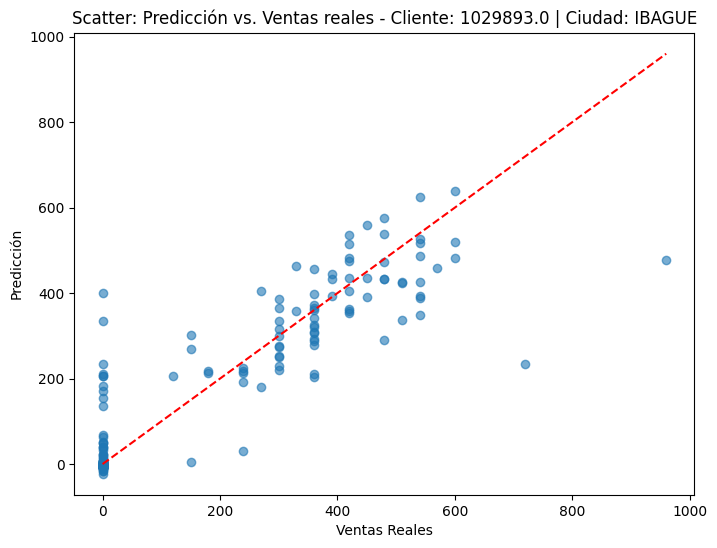 Scatter: Predicción vs. Ventas reales - Cliente: 1029893.0 | Ciudad: IBAGUE
1000
800
600
400
200
0
Predicción
0 200 400 600 800 1000
Ventas Reales